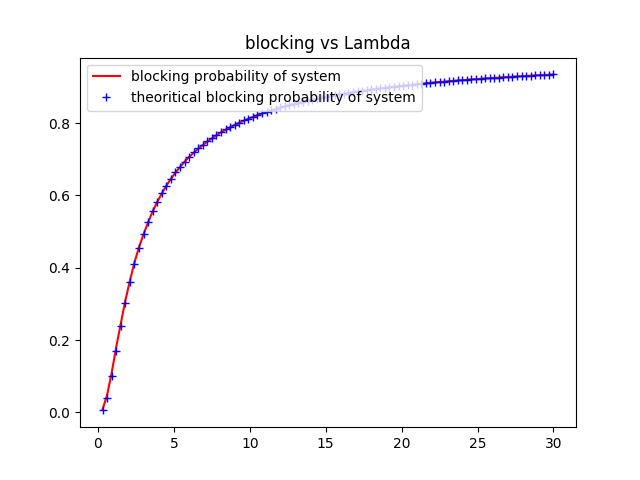 blocking vs Lambda
blocking probability of system
theoritical blocking probability of system
0.8
0.6
0.4
0.2
0.0
0 5 10 15 20 25 30